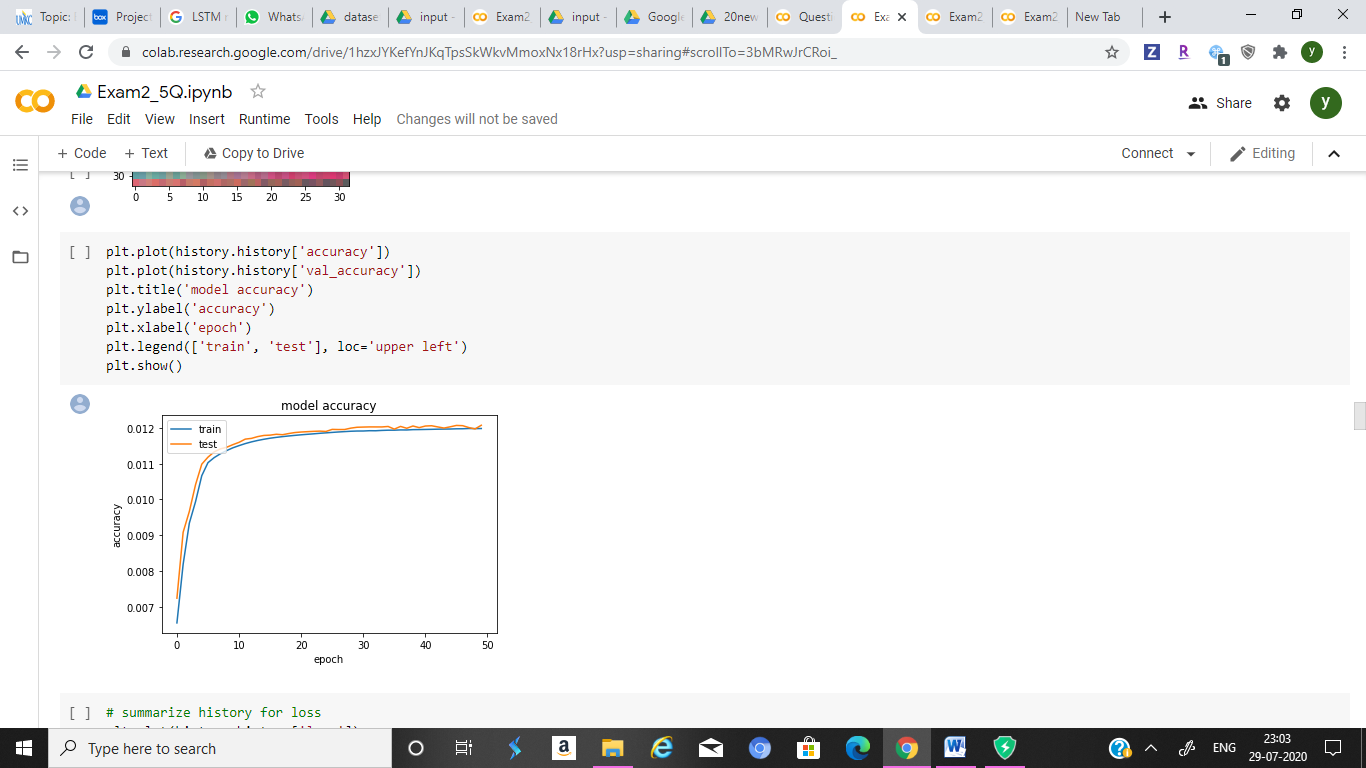 Topic: Project LSTM WhatsA datase input - Exam2 input - Google 20new Questi Exa Exam2 Exam2 New Tab
colab.research.google.com/drive/1hzxJYKefYnJKqTpsSkWkvMmoxNx18rHx?usp=sharing#scrollTo=3bMRwJrCRoi_
Exam2_5Q.ipynb
File Edit View Insert Runtime Tools Help Changes will not be saved
Share
y
+ Code + Text Copy to Drive Connect Editing
30
0 5 10 15 20 25 30
[ ] plt.plot(history.history['accuracy'])
plt.plot(history.history['val_accuracy'])
plt.title('model accuracy')
plt.ylabel('accuracy')
plt.xlabel('epoch')
plt.legend(['train', 'test'], loc='upper left')
plt.show()
model accuracy
train
test
0.012
0.011
0.010
0.009
0.008
0.007
accuracy
0 10 20 30 40 50
epoch
[ ] # summarize history for loss
Type here to search
ENG
23:03
29-07-2020